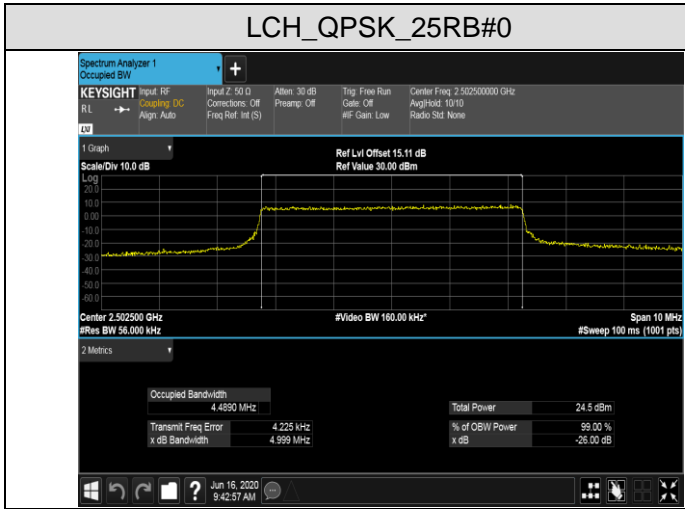 LCH_QPSK_25RB#0
Spectrum Analyzer 1
Occupied BW
+
KEYSIGHT Input: RF Input Z: 50 Ω Atten: 30 dB Trig: Free Run Center Freq: 2.502500000 GHz
R L Coupling: DC Corrections: Off Preamp: Off Gate: Off Avg|Hold: 10/10
Align: Auto Freq Ref: Int (S) #IF Gain: Low Radio Std: None
LXI
1 Graph
Ref Lvl Offset 15.11 dB
Scale/Div 10.0 dB Ref Value 30.00 dBm
Log
20.0
10.0
0.00
-10.0
-20.0
-30.0
-40.0
-50.0
-60.0
Center 2.502500 GHz #Video BW 160.00 kHz* Span 10 MHz
#Res BW 56.000 kHz #Sweep 100 ms (1001 pts)
2 Metrics
Occupied Bandwidth
4.4890 MHz Total Power 24.5 dBm
Transmit Freq Error 4.225 kHz % of OBW Power 99.00 %
x dB Bandwidth 4.999 MHz x dB -26.00 dB
? Jun 16, 2020
9:42:57 AM